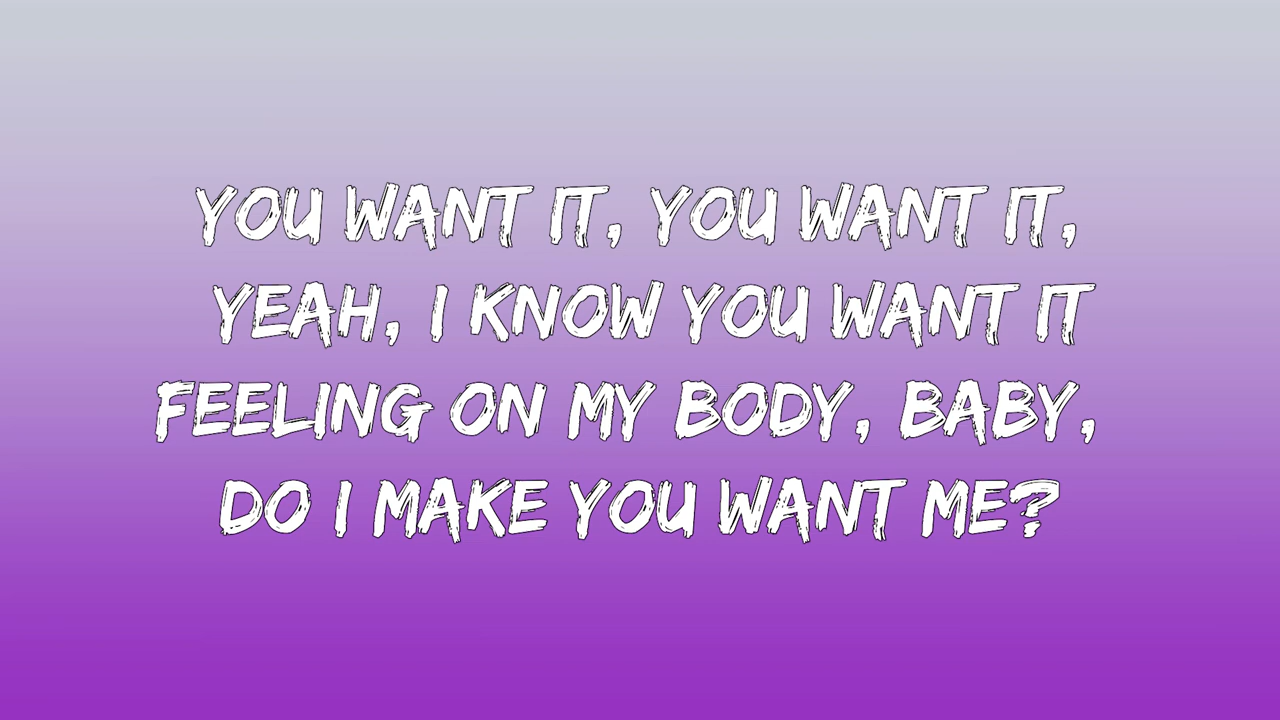 YOU WANT IT, YOU WANT IT,
YEAH, I KNOW YOU WANT IT
FEELING ON MY BODY, BABY,
DO I MAKE YOU WANT ME?